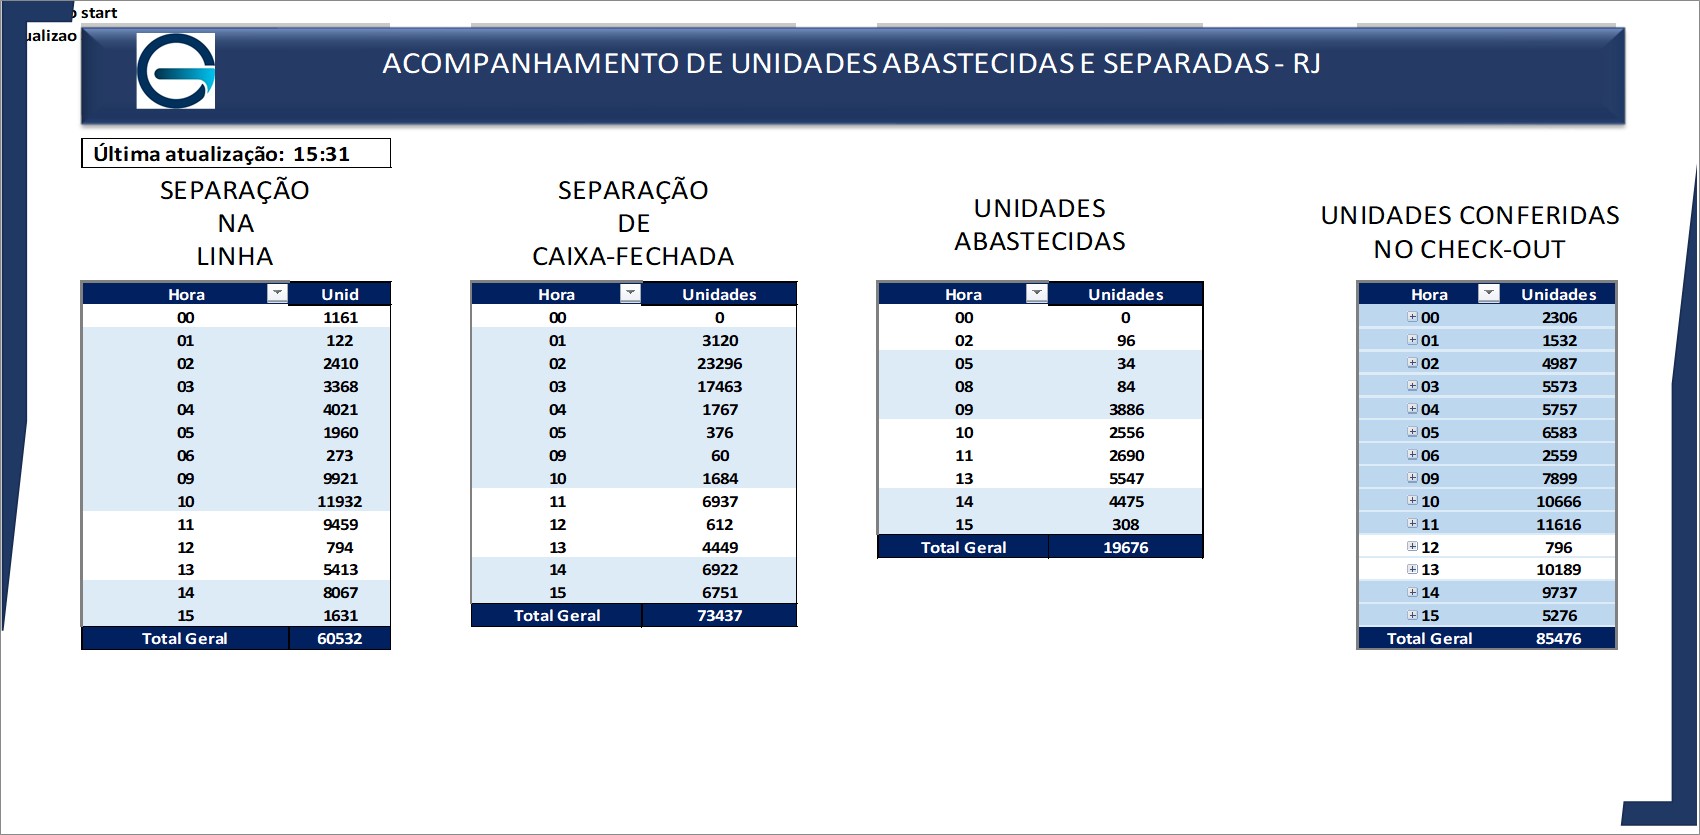 start
ualizao
ACOMPANHAMENTO DE UNIDADES ABASTECIDAS E SEPARADAS - RJ
Última atualização: 15:31
SEPARAÇÃO
NA
LINHA
Hora Unid
00 1161
01 122
02 2410
03 3368
04 4021
05 1960
06 273
09 9921
10 11932
11 9459
12 794
13 5413
14 8067
15 1631
Total Geral 60532
SEPARAÇÃO
DE
CAIXA-FECHADA
Hora Unidades
00 0
01 3120
02 23296
03 17463
04 1767
05 376
09 60
10 1684
11 6937
12 612
13 4449
14 6922
15 6751
Total Geral 73437
UNIDADES
ABASTECIDAS
Hora Unidades
00 0
02 96
05 34
08 84
09 3886
10 2556
11 2690
13 5547
14 4475
15 308
Total Geral 19676
UNIDADES CONFERIDAS
NO CHECK-OUT
Hora Unidades
00 2306
01 1532
02 4987
03 5573
04 5757
05 6583
06 2559
09 7899
10 10666
11 11616
12 796
13 10189
14 9737
15 5276
Total Geral 85476